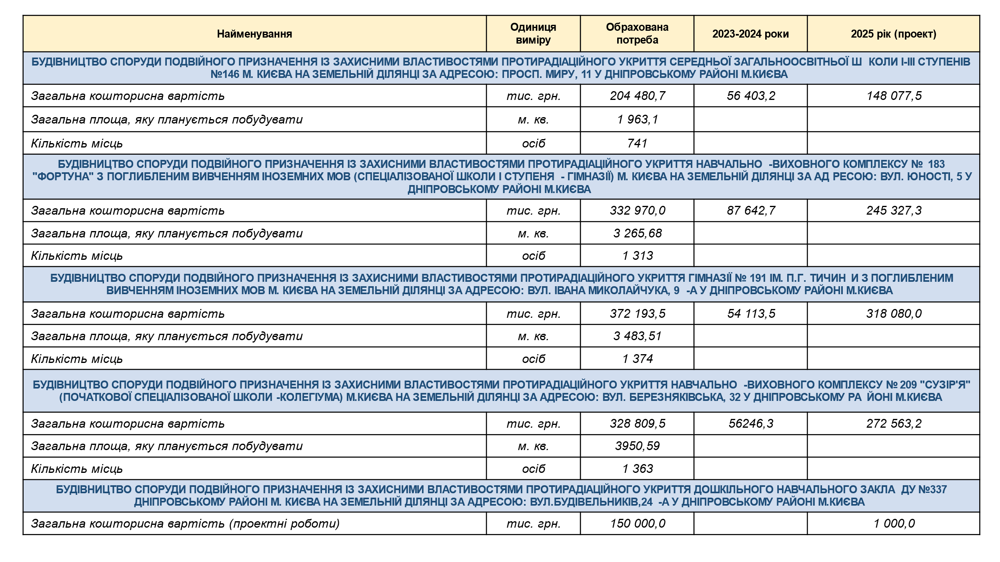 Найменування
Одиниця
виміру
Обрахована
потреба
2023-2024 роки
2025 рік (проект)
БУДІВНИЦТВО СПОРУДИ ПОДВІЙНОГО ПРИЗНАЧЕННЯ ІЗ ЗАХИСНИМИ ВЛАСТИВОСТЯМИ ПРОТИРАДІАЦІЙНОГО УКРИТТЯ СЕРЕДНЬОЇ ЗАГАЛЬНООСВІТНЬОЇ Ш КОЛИ І-ІІІ СТУПЕНІВ
№146 М. КИЄВА НА ЗЕМЕЛЬНІЙ ДІЛЯНЦІ ЗА АДРЕСОЮ: ПРОСП. МИРУ, 11 У ДНІПРОВСЬКОМУ РАЙОНІ М.КИЄВА
Загальна кошторисна вартість тис. грн. 204 480,7 56 403,2 148 077,5
Загальна площа, яку планується побудувати м. кв. 1 963,1
Кількість місць осіб 741
БУДІВНИЦТВО СПОРУДИ ПОДВІЙНОГО ПРИЗНАЧЕННЯ ІЗ ЗАХИСНИМИ ВЛАСТИВОСТЯМИ ПРОТИРАДІАЦІЙНОГО УКРИТТЯ НАВЧАЛЬНО -ВИХОВНОГО КОМПЛЕКСУ № 183
"ФОРТУНА" З ПОГЛИБЛЕНИМ ВИВЧЕННЯМ ІНОЗЕМНИХ МОВ (СПЕЦІАЛІЗОВАНОЇ ШКОЛИ І СТУПЕНЯ - ГІМНАЗІЇ) М. КИЄВА НА ЗЕМЕЛЬНІЙ ДІЛЯНЦІ ЗА АД РЕСОЮ: ВУЛ. ЮНОСТІ, 5 У
ДНІПРОВСЬКОМУ РАЙОНІ М.КИЄВА
Загальна кошторисна вартість тис. грн. 332 970,0 87 642,7 245 327,3
Загальна площа, яку планується побудувати м. кв. 3 265,68
Кількість місць осіб 1 313
БУДІВНИЦТВО СПОРУДИ ПОДВІЙНОГО ПРИЗНАЧЕННЯ ІЗ ЗАХИСНИМИ ВЛАСТИВОСТЯМИ ПРОТИРАДІАЦІЙНОГО УКРИТТЯ ГІМНАЗІЇ № 191 ІМ. П.Г. ТИЧИН И З ПОГЛИБЛЕНИМ
ВИВЧЕННЯМ ІНОЗЕМНИХ МОВ М. КИЄВА НА ЗЕМЕЛЬНІЙ ДІЛЯНЦІ ЗА АДРЕСОЮ: ВУЛ. ІВАНА МИКОЛАЙЧУКА, 9 -А У ДНІПРОВСЬКОМУ РАЙОНІ М.КИЄВА
Загальна кошторисна вартість тис. грн. 372 193,5 54 113,5 318 080,0
Загальна площа, яку планується побудувати м. кв. 3 483,51
Кількість місць осіб 1 374
БУДІВНИЦТВО СПОРУДИ ПОДВІЙНОГО ПРИЗНАЧЕННЯ ІЗ ЗАХИСНИМИ ВЛАСТИВОСТЯМИ ПРОТИРАДІАЦІЙНОГО УКРИТТЯ НАВЧАЛЬНО -ВИХОВНОГО КОМПЛЕКСУ № 209 "СУЗІР'Я"
(ПОЧАТКОВОЇ СПЕЦІАЛІЗОВАНОЇ ШКОЛИ -КОЛЕГІУМА) М.КИЄВА НА ЗЕМЕЛЬНІЙ ДІЛЯНЦІ ЗА АДРЕСОЮ: ВУЛ. БЕРЕЗНЯКІВСЬКА, 32 У ДНІПРОВСЬКОМУ РА ЙОНІ М.КИЄВА
Загальна кошторисна вартість тис. грн. 328 809,5 56246,3 272 563,2
Загальна площа, яку планується побудувати м. кв. 3950,59
Кількість місць осіб 1 363
БУДІВНИЦТВО СПОРУДИ ПОДВІЙНОГО ПРИЗНАЧЕННЯ ІЗ ЗАХИСНИМИ ВЛАСТИВОСТЯМИ ПРОТИРАДІАЦІЙНОГО УКРИТТЯ ДОШКІЛЬНОГО НАВЧАЛЬНОГО ЗАКЛА ДУ №337
ДНІПРОВСЬКОМУ РАЙОНІ М. КИЄВА НА ЗЕМЕЛЬНІЙ ДІЛЯНЦІ ЗА АДРЕСОЮ: ВУЛ.БУДІВЕЛЬНИКІВ,24 -А У ДНІПРОВСЬКОМУ РАЙОНІ М.КИЄВА
Загальна кошторисна вартість (проектні роботи) тис. грн. 150 000,0 1 000,0